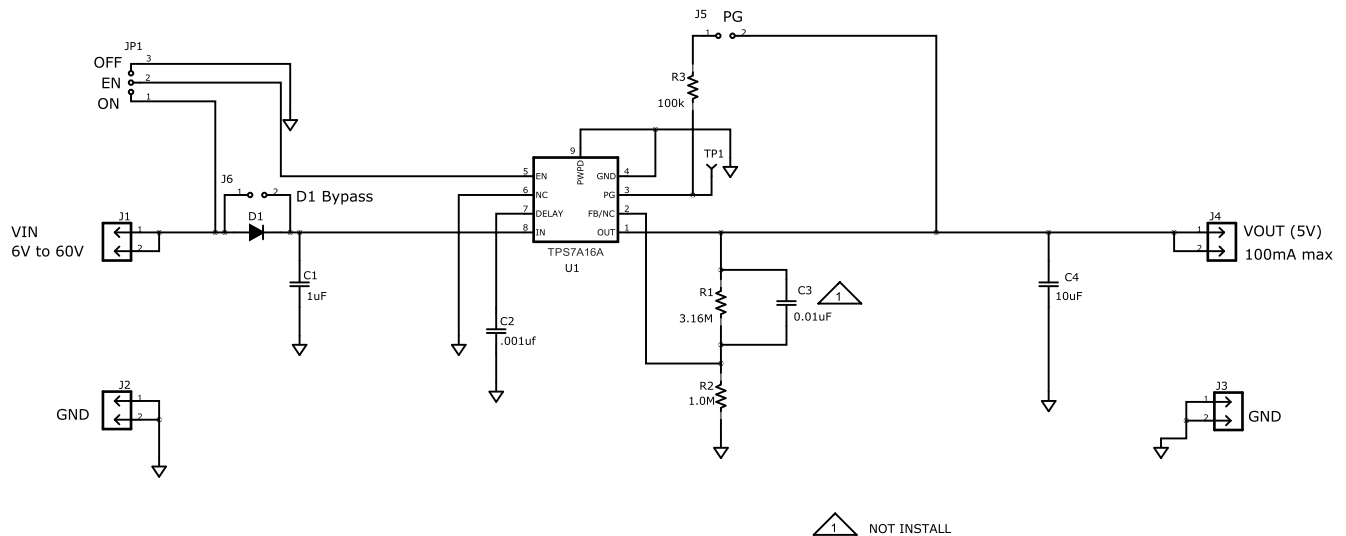 J5 PG
1 2
JP1
OFF 3
EN 2
ON 1
R3
100k
TP1
9
PWPD
5 EN GND 4
6 NC PG 3
7 DELAY FB/NC 2
8 IN OUT 1
TPS7A16A
U1
J6
1 2 D1 Bypass
D1
VIN
6V to 60V
J1
1
2
C1
1uF
C2
.001uf
R1
3.16M
C3
0.01uF
1
R2
1.0M
C4
10uF
J4
1
2
VOUT (5V)
100mA max
J2
GND
1
2
J3
1
2
GND
1 NOT INSTALL